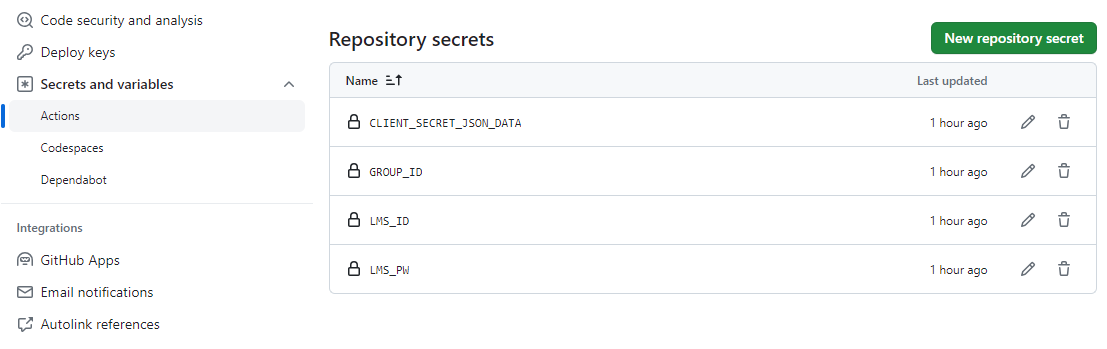 Code security and analysis
Deploy keys
Secrets and variables
Actions
Codespaces
Dependabot
Integrations
GitHub Apps
Email notifications
Autolink references
Repository secrets
New repository secret
Name
Last updated
CLIENT_SECRET_JSON_DATA
1 hour ago
GROUP_ID
1 hour ago
LMS_ID
1 hour ago
LMS_PW
1 hour ago